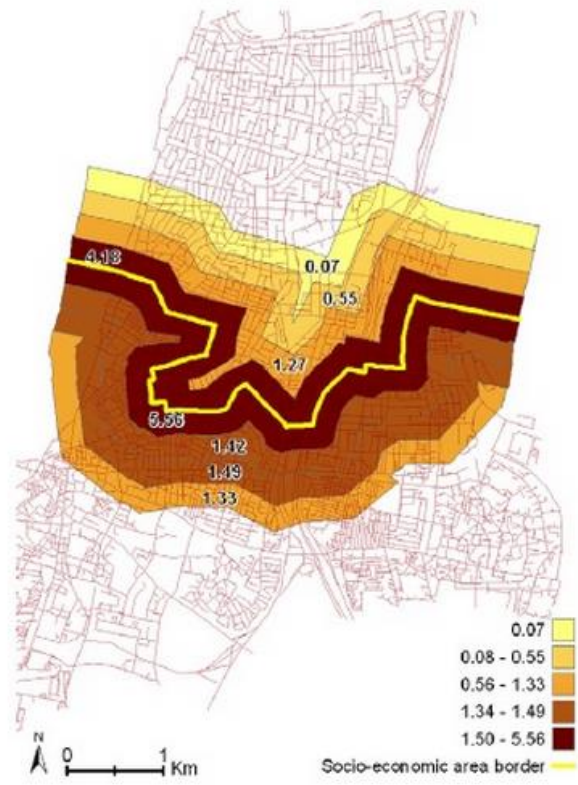 4.18
0.07
0.55
1.27
5.56
1.42
1.49
1.33
0.07
0.08 - 0.55
0.56 - 1.33
1.34 - 1.49
1.50 - 5.56
Socio-economic area border
N
0 1
Km